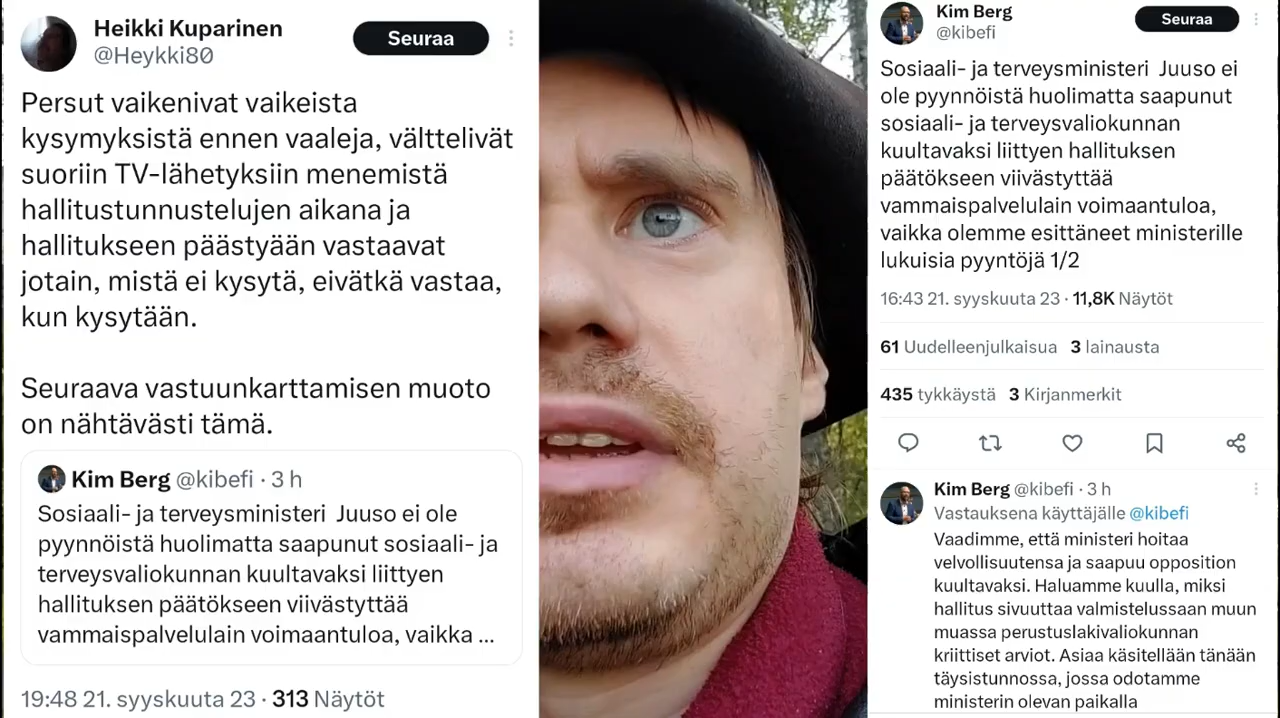 Heikki Kuparinen
@Heykki80
Seuraa
Persut vaikenivat vaikeista
kysymyksistä ennen vaaleja, välttelivät
suoriin TV-lähetyksiin menemistä
hallitustunnustelujen aikana ja
hallitukseen päästyään vastaavat
jotain, mistä ei kysytä, eivätkä vastaa,
kun kysytään.
Seuraava vastuunkarttamisen muoto
on nähtävästi tämä.
Kim Berg @kibefi · 3 h
Sosiaali- ja terveysministeri Juuso ei ole
pyynnöistä huolimatta saapunut sosiaali- ja
terveysvaliokunnan kuultavaksi liittyen
hallituksen päätökseen viivästyttää
vammaispalvelulain voimaantuloa, vaikka ...
19:48 21. syyskuuta 23 · 313 Näytöt
Kim Berg
@kibefi
Seuraa
Sosiaali- ja terveysministeri Juuso ei
ole pyynnöistä huolimatta saapunut
sosiaali- ja terveysvaliokunnan
kuultavaksi liittyen hallituksen
päätökseen viivästyttää
vammaispalvelulain voimaantuloa,
vaikka olemme esittäneet ministerille
lukuisia pyyntöjä 1/2
16:43 21. syyskuuta 23 · 11,8K Näytöt
61 Uudelleenjulkaisua 3 lainausta
435 tykkäystä 3 Kirjanmerkit
Kim Berg @kibefi · 3 h
Vastauksena käyttäjälle @kibefi
Vaadimme, että ministeri hoitaa
velvollisuutensa ja saapuu opposition
kuultavaksi. Haluamme kuulla, miksi
hallitus sivuuttaa valmistelussaan muun
muassa perustuslakivaliokunnan
kriittiset arviot. Asiaa käsitellään tänään
täysistunnossa, jossa odotamme
ministerin olevan paikalla